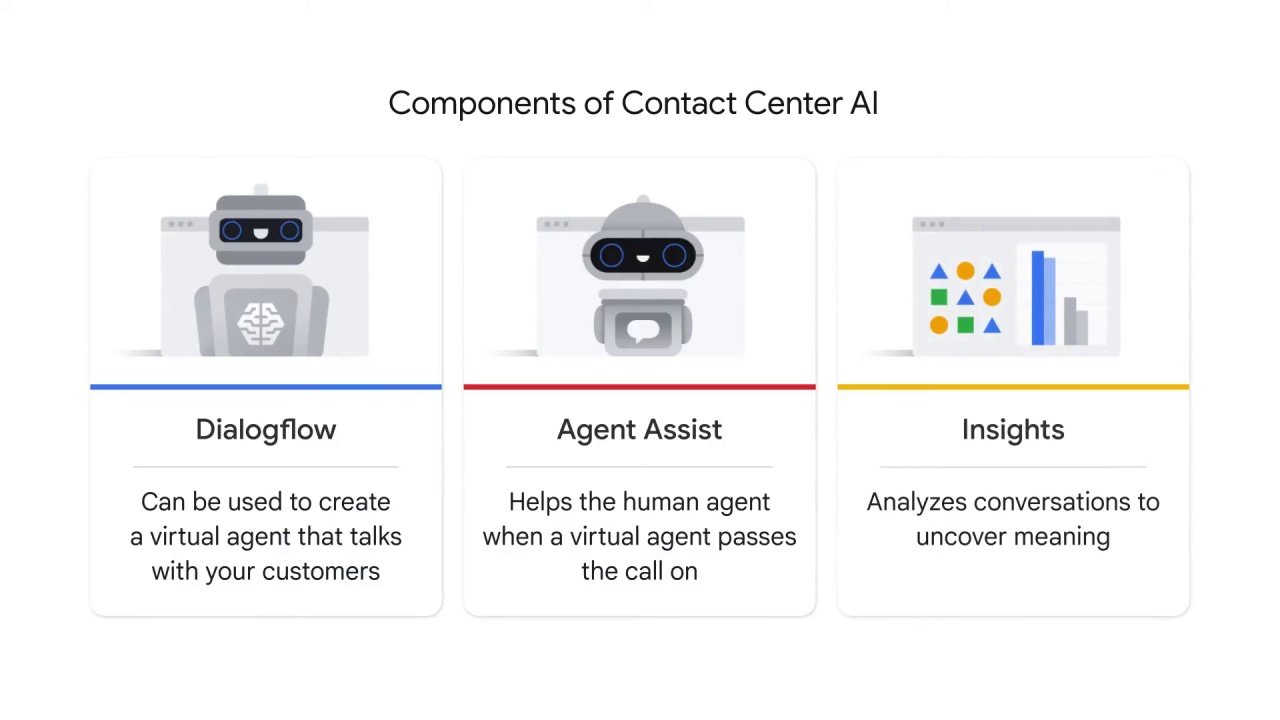 Components of Contact Center AI
Dialogflow
Can be used to create
a virtual agent that talks
with your customers
Agent Assist
Helps the human agent
when a virtual agent passes
the call on
Insights
Analyzes conversations to
uncover meaning